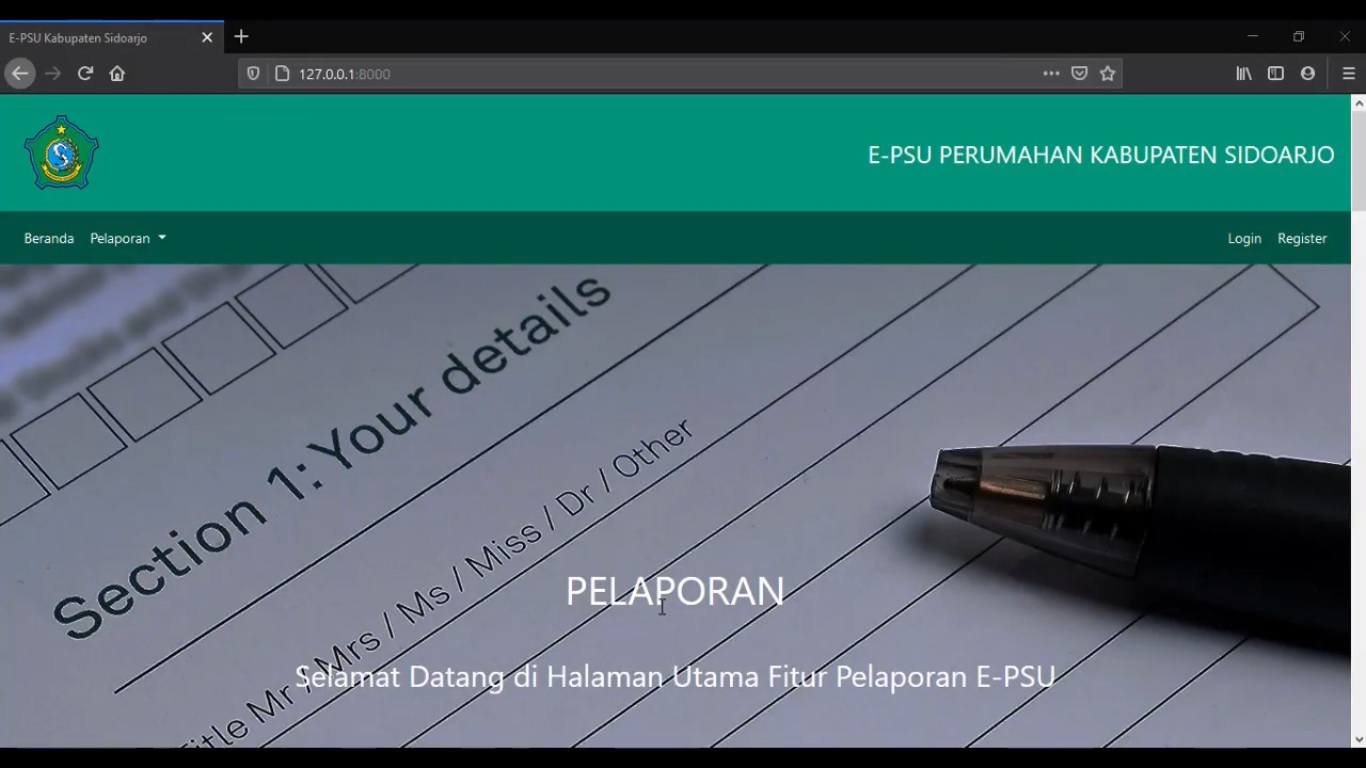 E-PSU Kabupaten Sidoarjo
127.0.0.1:8000
E-PSU PERUMAHAN KABUPATEN SIDOARJO
Beranda Pelaporan Login Register
Section 1: Your details
Title Mr / Mrs / Ms / Miss / Dr / Other
PELAPORAN
Selamat Datang di Halaman Utama Fitur Pelaporan E-PSU